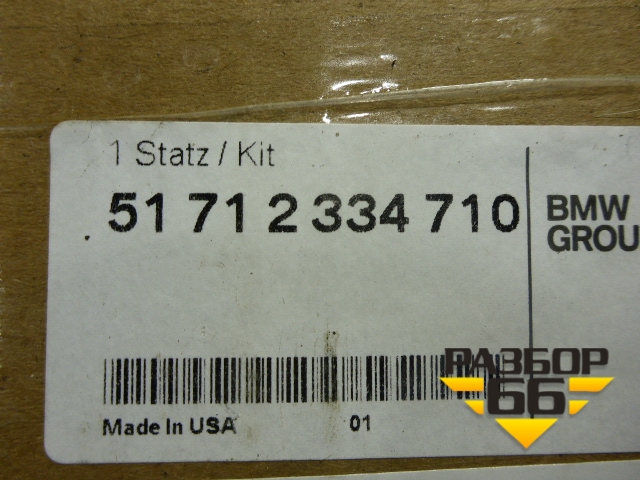 1 Statz / Kit
51 71 2 334 710
BMW
GROU
Made In USA
01
РАЗБОР
66